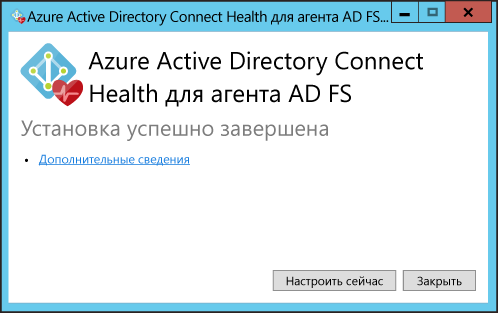 Azure Active Directory Connect Health для агента AD FS...
Azure Active Directory Connect
Health для агента AD FS
Установка успешно завершена
• Дополнительные сведения
Настроить сейчас
Закрыть